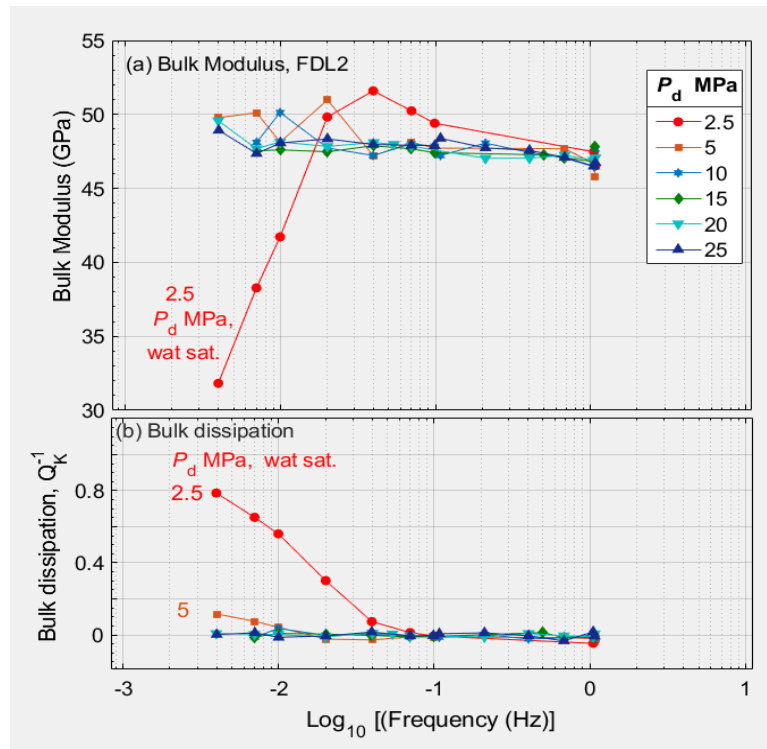 (a) Bulk Modulus, FDL2
P_d MPa
2.5
5
10
15
20
25
55
50
45
40
35
30
Bulk Modulus (GPa)
2.5
P_d MPa,
wat sat.
(b) Bulk dissipation
P_d MPa, wat sat.
2.5
5
0.8
0.4
0
Bulk dissipation, Q_K^-1
-3 -2 -1 0 1
Log_10 [(Frequency (Hz)]